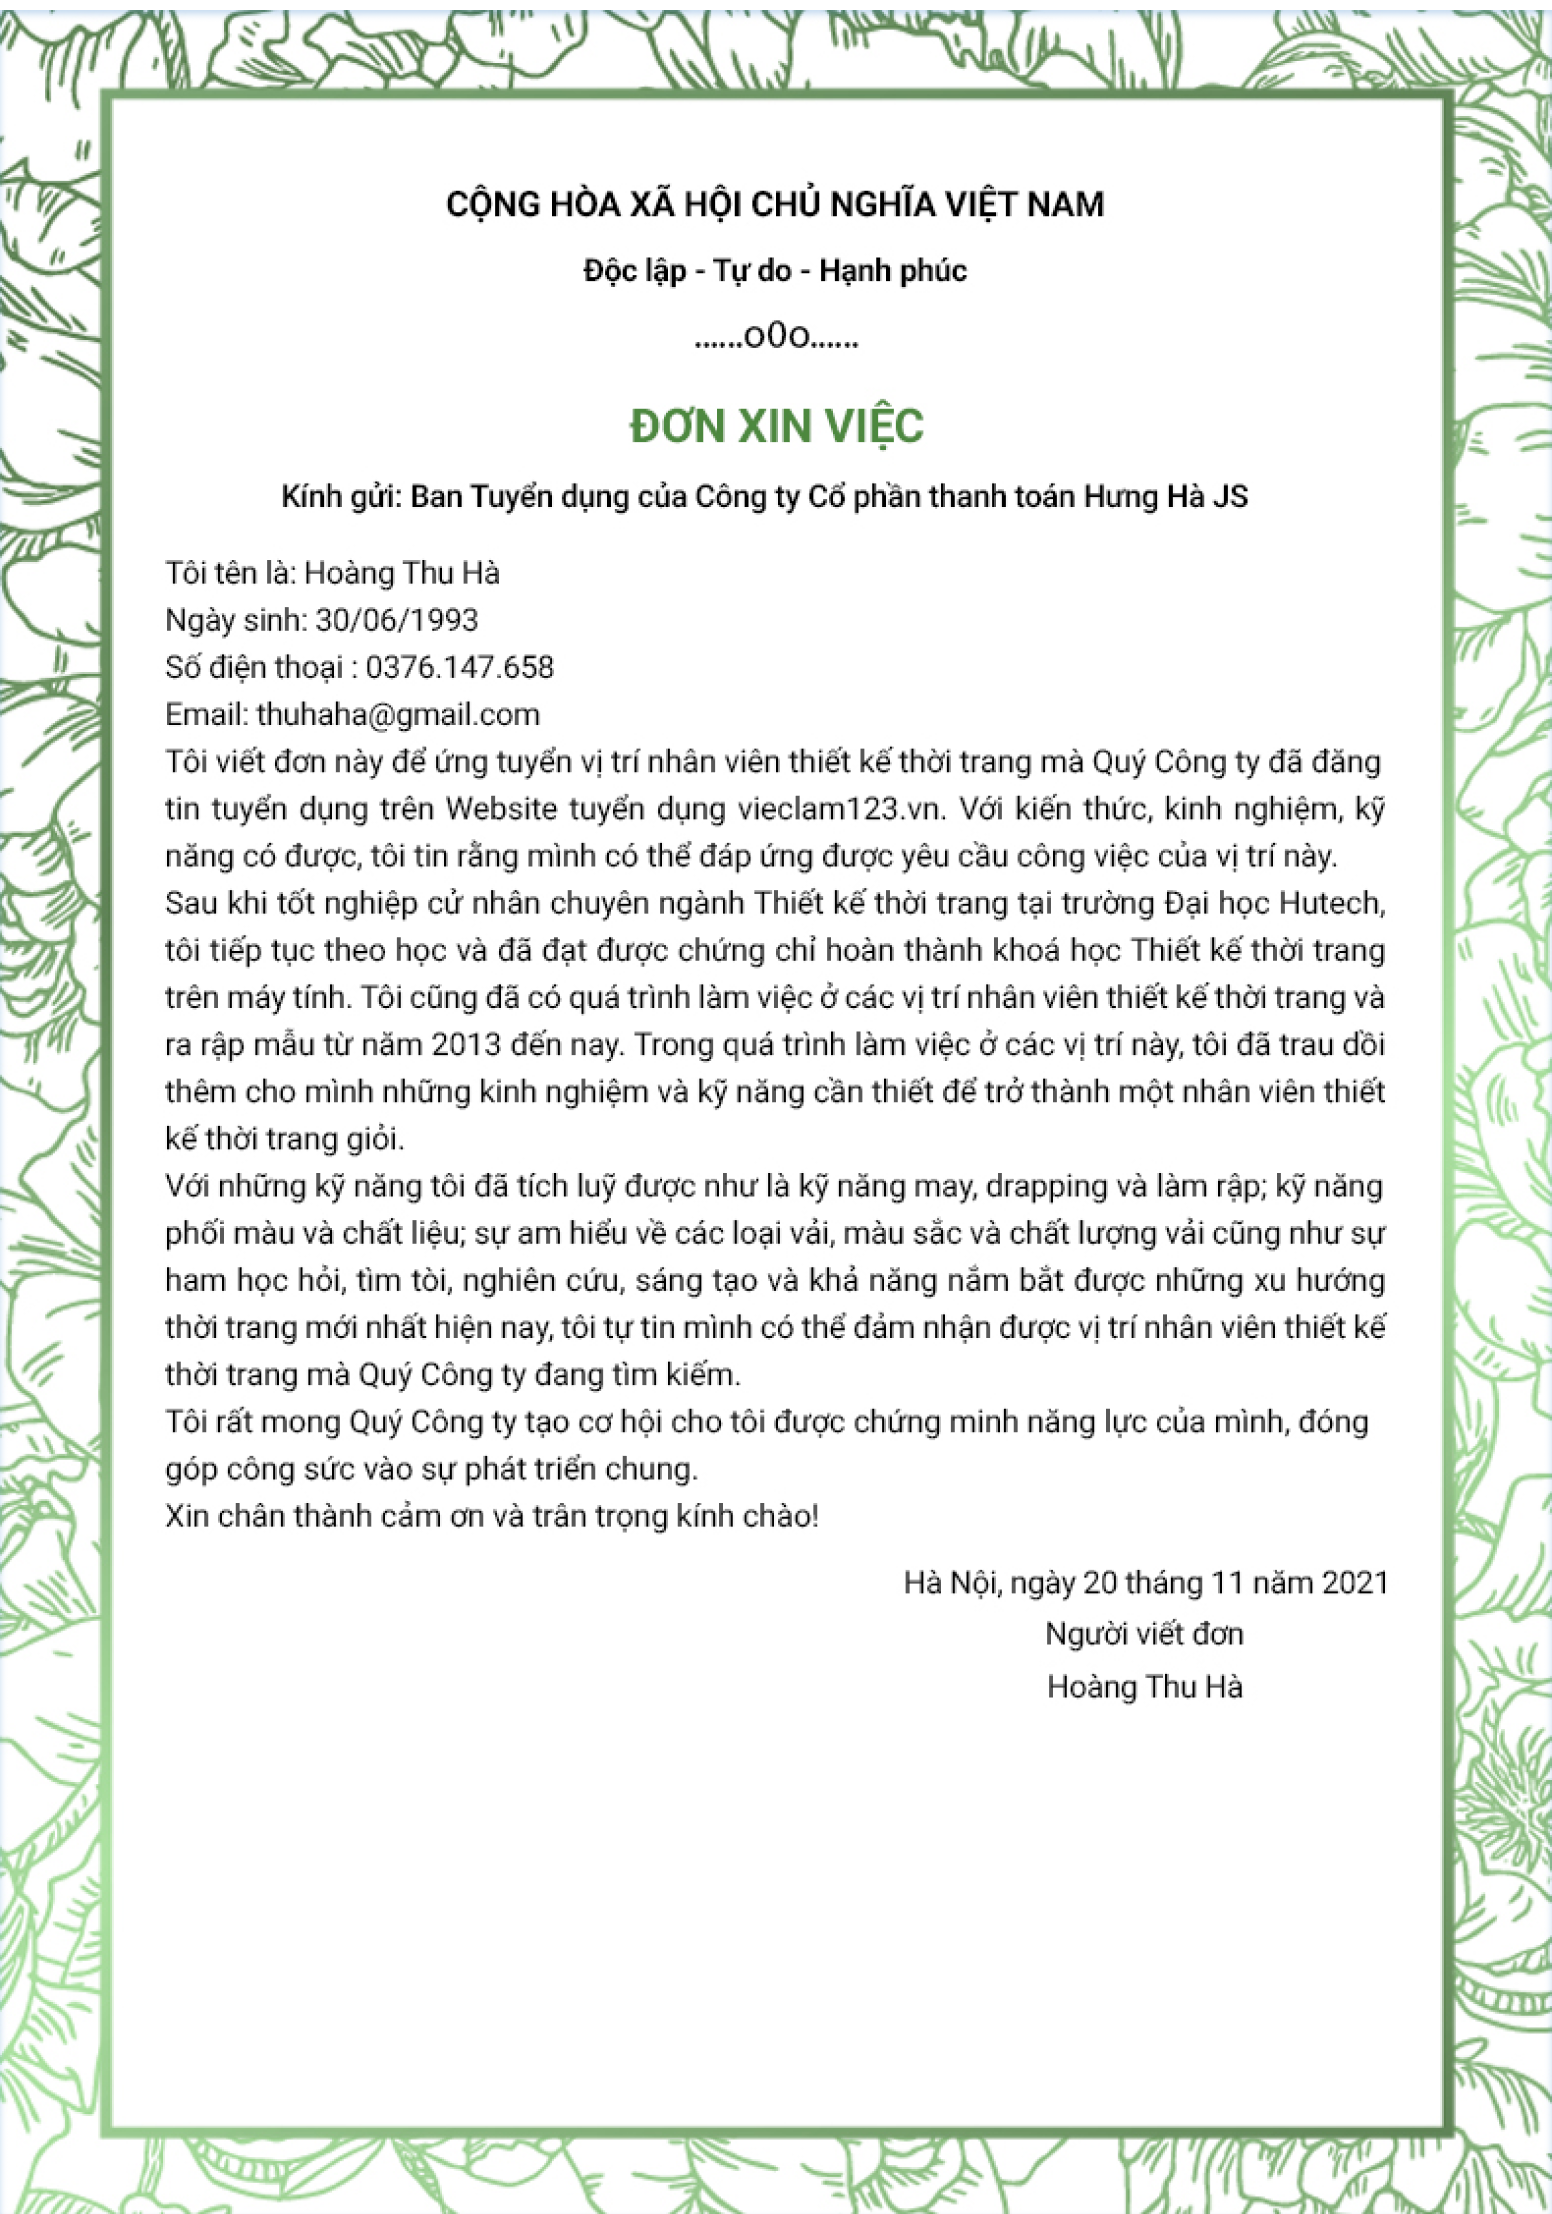 CỘNG HÒA XÃ HỘI CHỦ NGHĨA VIỆT NAM
Độc lập - Tự do - Hạnh phúc
......o0o......
ĐƠN XIN VIỆC
Kính gửi: Ban Tuyển dụng của Công ty Cổ phần thanh toán Hưng Hà JS
Tôi tên là: Hoàng Thu Hà
Ngày sinh: 30/06/1993
Số điện thoại : 0376.147.658
Email: thuhaha@gmail.com
Tôi viết đơn này để ứng tuyển vị trí nhân viên thiết kế thời trang mà Quý Công ty đã đăng
tin tuyển dụng trên Website tuyển dụng vieclam123.vn. Với kiến thức, kinh nghiệm, kỹ
năng có được, tôi tin rằng mình có thể đáp ứng được yêu cầu công việc của vị trí này.
Sau khi tốt nghiệp cử nhân chuyên ngành Thiết kế thời trang tại trường Đại học Hutech,
tôi tiếp tục theo học và đã đạt được chứng chỉ hoàn thành khoá học Thiết kế thời trang
trên máy tính. Tôi cũng đã có quá trình làm việc ở các vị trí nhân viên thiết kế thời trang và
ra rập mẫu từ năm 2013 đến nay. Trong quá trình làm việc ở các vị trí này, tôi đã trau dồi
thêm cho mình những kinh nghiệm và kỹ năng cần thiết để trở thành một nhân viên thiết
kế thời trang giỏi.
Với những kỹ năng tôi đã tích luỹ được như là kỹ năng may, drapping và làm rập; kỹ năng
phối màu và chất liệu; sự am hiểu về các loại vải, màu sắc và chất lượng vải cũng như sự
ham học hỏi, tìm tòi, nghiên cứu, sáng tạo và khả năng nắm bắt được những xu hướng
thời trang mới nhất hiện nay, tôi tự tin mình có thể đảm nhận được vị trí nhân viên thiết kế
thời trang mà Quý Công ty đang tìm kiếm.
Tôi rất mong Quý Công ty tạo cơ hội cho tôi được chứng minh năng lực của mình, đóng
góp công sức vào sự phát triển chung.
Xin chân thành cảm ơn và trân trọng kính chào!
Hà Nội, ngày 20 tháng 11 năm 2021
Người viết đơn
Hoàng Thu Hà